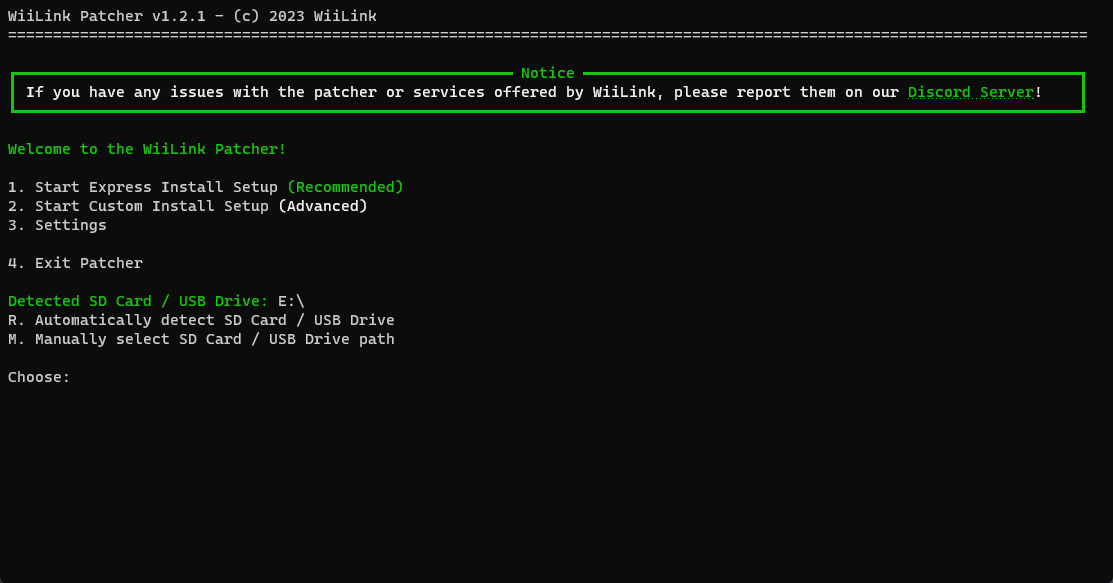 WiiLink Patcher v1.2.1 - (c) 2023 WiiLink
========================================================================================================================
Notice
If you have any issues with the patcher or services offered by WiiLink, please report them on our Discord Server!
Welcome to the WiiLink Patcher!
1. Start Express Install Setup (Recommended)
2. Start Custom Install Setup (Advanced)
3. Settings
4. Exit Patcher
Detected SD Card / USB Drive: E:\
R. Automatically detect SD Card / USB Drive
M. Manually select SD Card / USB Drive path
Choose: